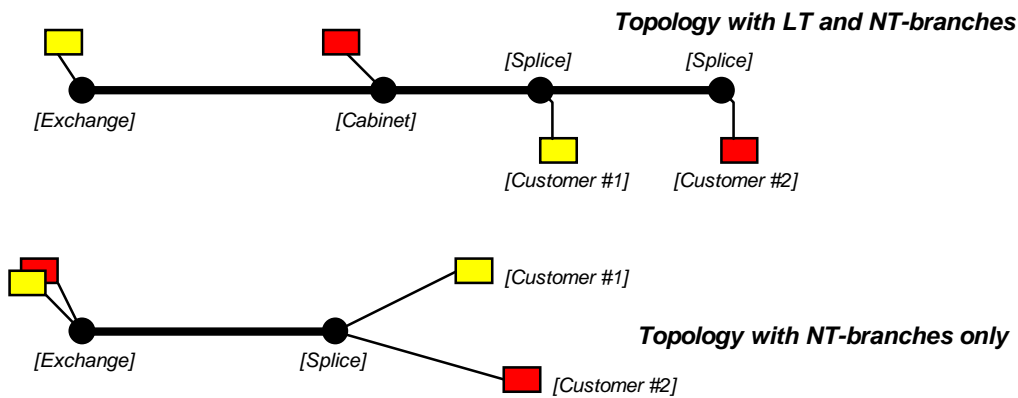 Topology with LT and NT-branches
[Splice]
[Splice]
[Exchange]
[Cabinet]
[Customer #1]
[Customer #2]
[Customer #1]
Topology with NT-branches only
[Exchange]
[Splice]
[Customer #2]